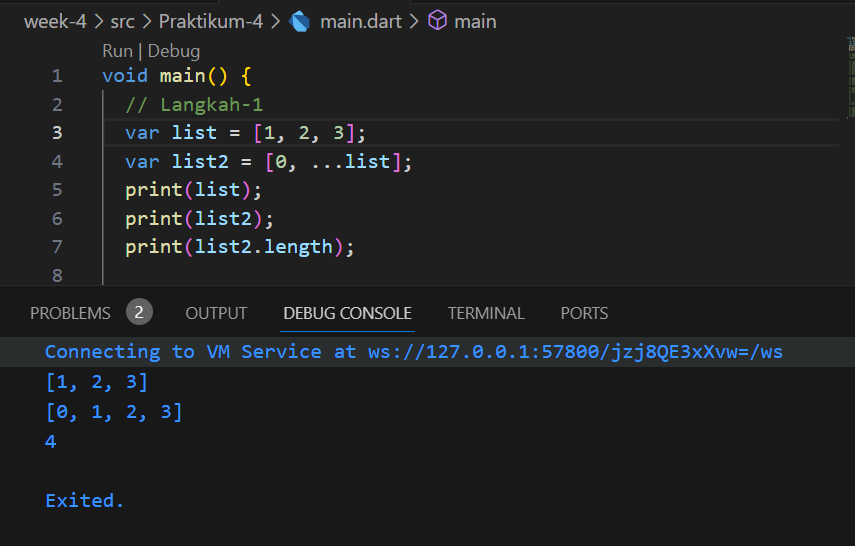 week-4 > src > Praktikum-4 > main.dart > main
Run | Debug
1 void main() {
2 // Langkah-1
3 var list = [1, 2, 3];
4 var list2 = [0, ...list];
5 print(list);
6 print(list2);
7 print(list2.length);
8
PROBLEMS 2 OUTPUT DEBUG CONSOLE TERMINAL PORTS
Connecting to VM Service at ws://127.0.0.1:57800/jzj8QE3xXvw=/ws
[1, 2, 3]
[0, 1, 2, 3]
4
Exited.